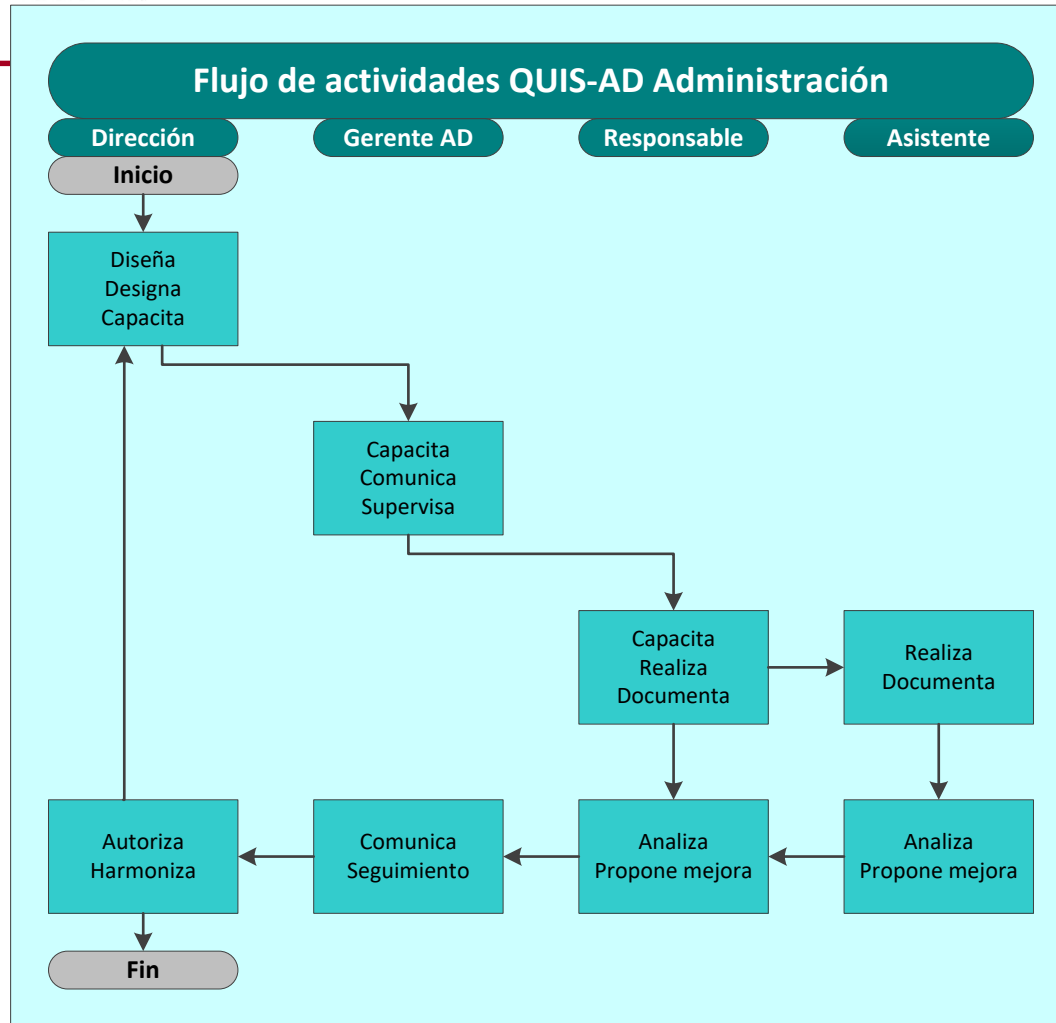 Flujo de actividades QUIS-AD Administración
Dirección
Gerente AD
Responsable
Asistente
Inicio
Diseña
Designa
Capacita
Capacita
Comunica
Supervisa
Capacita
Realiza
Documenta
Realiza
Documenta
Autoriza
Harmoniza
Comunica
Seguimiento
Analiza
Propone mejora
Analiza
Propone mejora
Fin